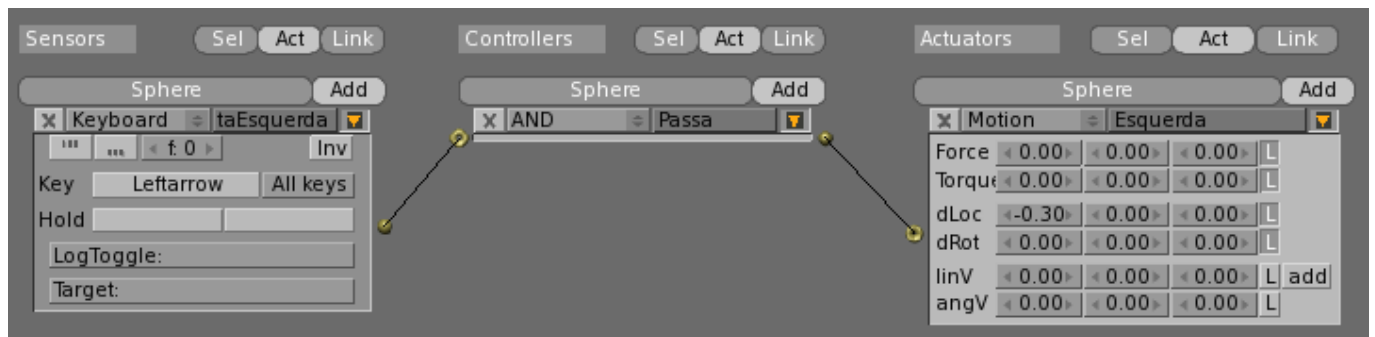 Sensors Sel Act Link Controllers Sel Act Link Actuators Sel Act Link
Sphere Add Sphere Add Sphere Add
X Keyboard taEsquerda X AND Passa X Motion Esquerda
f: 0 Inv
Key Leftarrow All keys
Hold
LogToggle:
Target:
Force 0.00 0.00 0.00 L
Torque 0.00 0.00 0.00 L
dLoc -0.30 0.00 0.00 L
dRot 0.00 0.00 0.00 L
linV 0.00 0.00 0.00 L add
angV 0.00 0.00 0.00 L